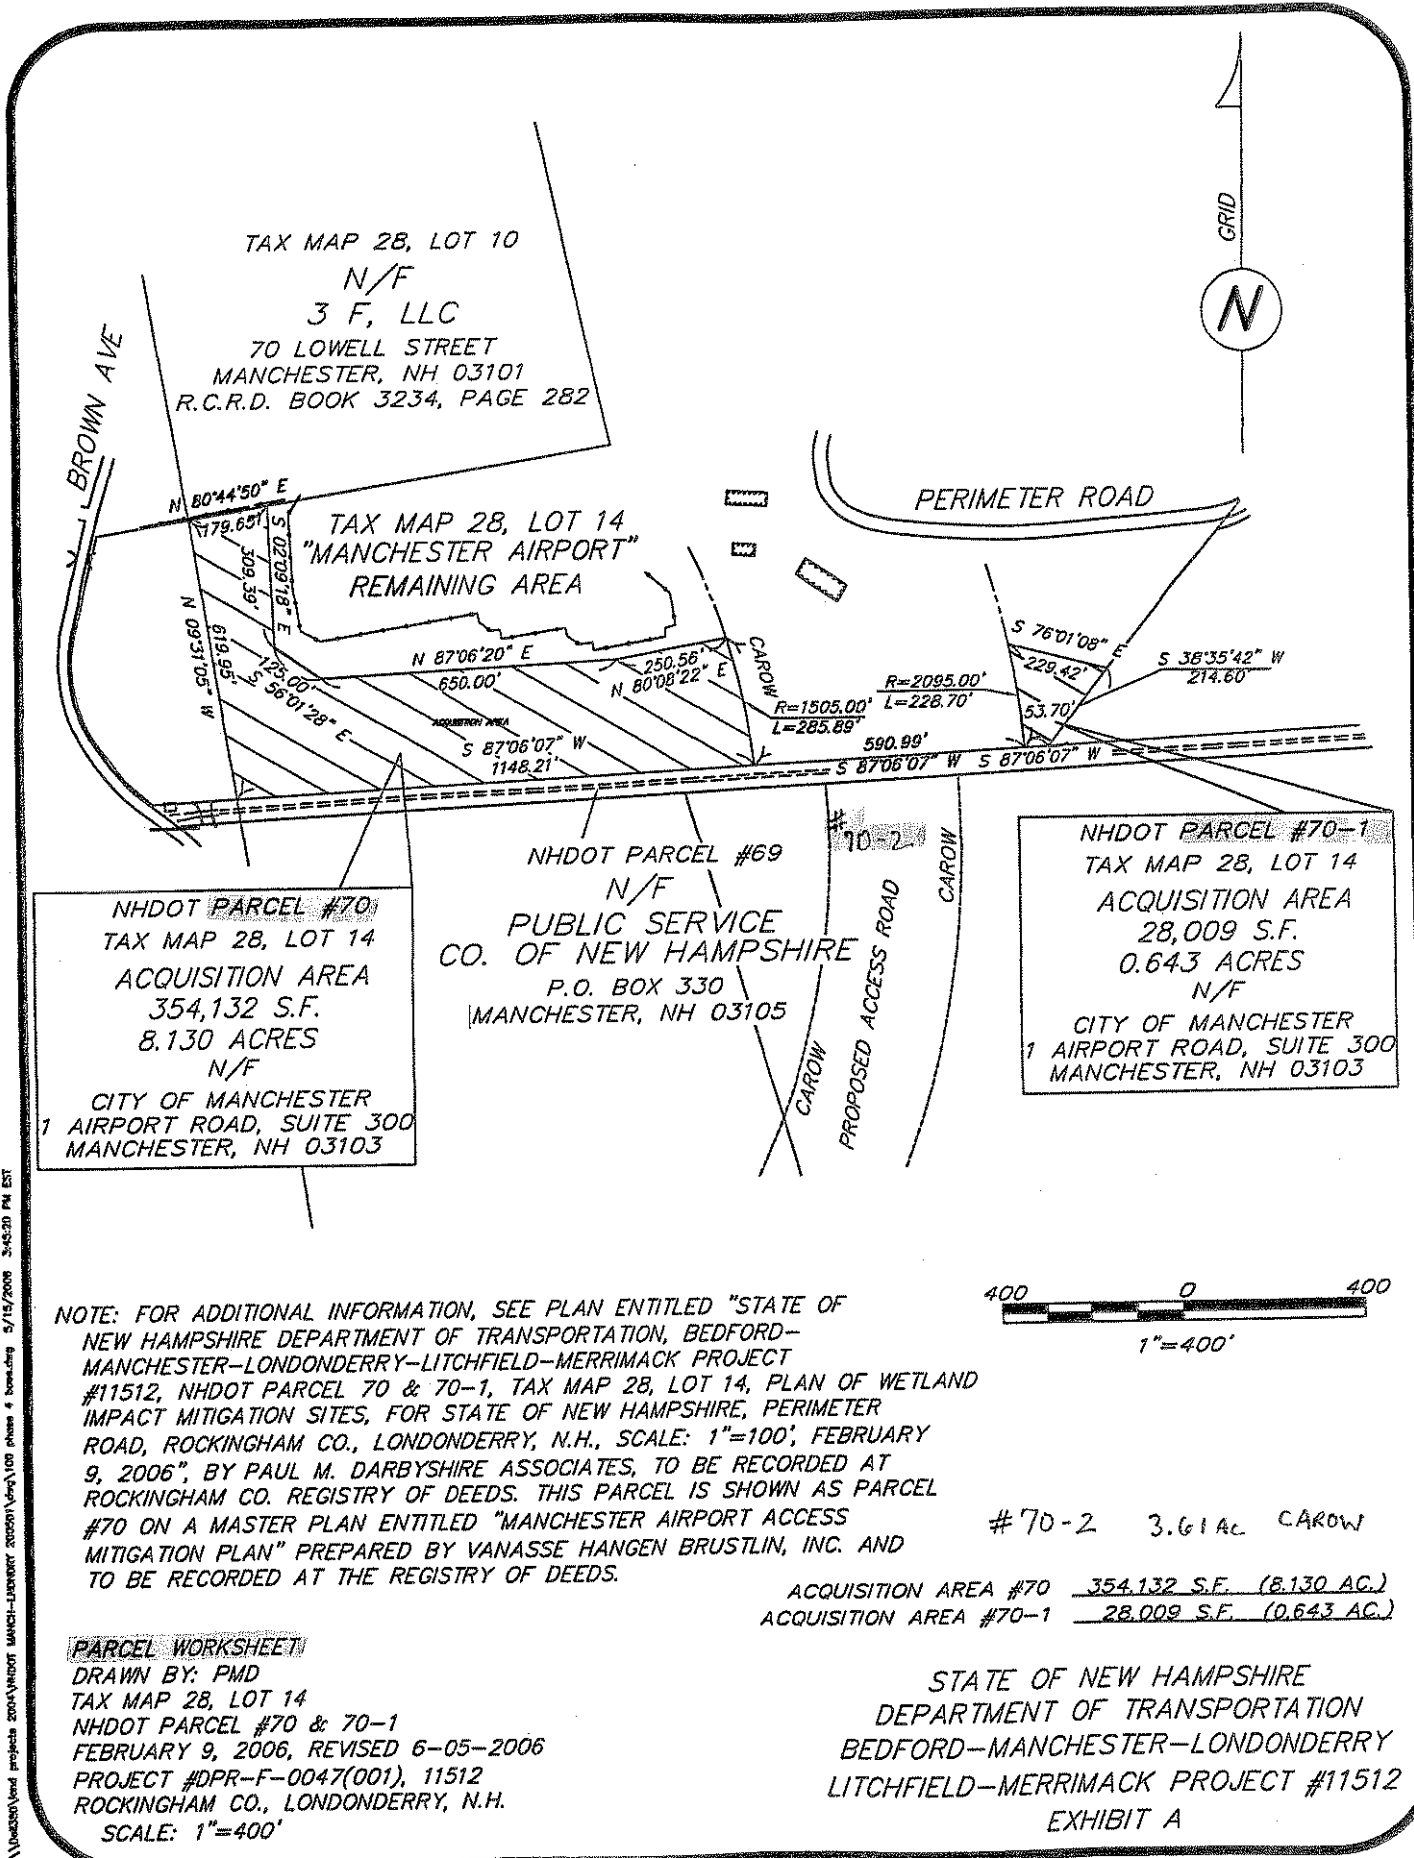 GRID
N
TAX MAP 28, LOT 10
N/F
3 F, LLC
70 LOWELL STREET
MANCHESTER, NH 03101
R.C.R.D. BOOK 3234, PAGE 282
BROWN AVE
PERIMETER ROAD
N 80°44'50" E
179.65'
S 02°09'18" E
309.39'
TAX MAP 28, LOT 14
"MANCHESTER AIRPORT"
REMAINING AREA
N 09°31'05" W
619.95'
125.00'
S 56°01'28" E
N 87°06'20" E
650.00'
250.56'
N 80°08'22" E
CAROW
ACQUISITION AREA
S 87°06'07" W
1148.21'
R=1505.00'
L=285.89'
R=2095.00'
L=228.70'
S 76°01'08" E
229.42'
S 38°35'42" W
214.60'
53.70'
590.99'
S 87°06'07" W
S 87°06'07" W
#70-2
CAROW
CAROW
PROPOSED ACCESS ROAD
NHDOT PARCEL #69
N/F
PUBLIC SERVICE
CO. OF NEW HAMPSHIRE
P.O. BOX 330
MANCHESTER, NH 03105
NHDOT PARCEL #70
TAX MAP 28, LOT 14
ACQUISITION AREA
354,132 S.F.
8.130 ACRES
N/F
CITY OF MANCHESTER
1 AIRPORT ROAD, SUITE 300
MANCHESTER, NH 03103
NHDOT PARCEL #70-1
TAX MAP 28, LOT 14
ACQUISITION AREA
28,009 S.F.
0.643 ACRES
N/F
CITY OF MANCHESTER
1 AIRPORT ROAD, SUITE 300
MANCHESTER, NH 03103
400 0 400
1"=400'
NOTE: FOR ADDITIONAL INFORMATION, SEE PLAN ENTITLED "STATE OF
NEW HAMPSHIRE DEPARTMENT OF TRANSPORTATION, BEDFORD-
MANCHESTER-LONDONDERRY-LITCHFIELD-MERRIMACK PROJECT
#11512, NHDOT PARCEL 70 & 70-1, TAX MAP 28, LOT 14, PLAN OF WETLAND
IMPACT MITIGATION SITES, FOR STATE OF NEW HAMPSHIRE, PERIMETER
ROAD, ROCKINGHAM CO., LONDONDERRY, N.H., SCALE: 1"=100', FEBRUARY
9, 2006", BY PAUL M. DARBYSHIRE ASSOCIATES, TO BE RECORDED AT
ROCKINGHAM CO. REGISTRY OF DEEDS. THIS PARCEL IS SHOWN AS PARCEL
#70 ON A MASTER PLAN ENTITLED "MANCHESTER AIRPORT ACCESS
MITIGATION PLAN" PREPARED BY VANASSE HANGEN BRUSTLIN, INC. AND
TO BE RECORDED AT THE REGISTRY OF DEEDS.
#70-2 3.61 AC CAROW
ACQUISITION AREA #70 354,132 S.F. (8.130 AC.)
ACQUISITION AREA #70-1 28,009 S.F. (0.643 AC.)
PARCEL WORKSHEET
DRAWN BY: PMD
TAX MAP 28, LOT 14
NHDOT PARCEL #70 & 70-1
FEBRUARY 9, 2006, REVISED 6-05-2006
PROJECT #DPR-F-0047(001), 11512
ROCKINGHAM CO., LONDONDERRY, N.H.
SCALE: 1"=400'
STATE OF NEW HAMPSHIRE
DEPARTMENT OF TRANSPORTATION
BEDFORD-MANCHESTER-LONDONDERRY
LITCHFIELD-MERRIMACK PROJECT #11512
EXHIBIT A
5/15/2006 3:45:20 PM EST